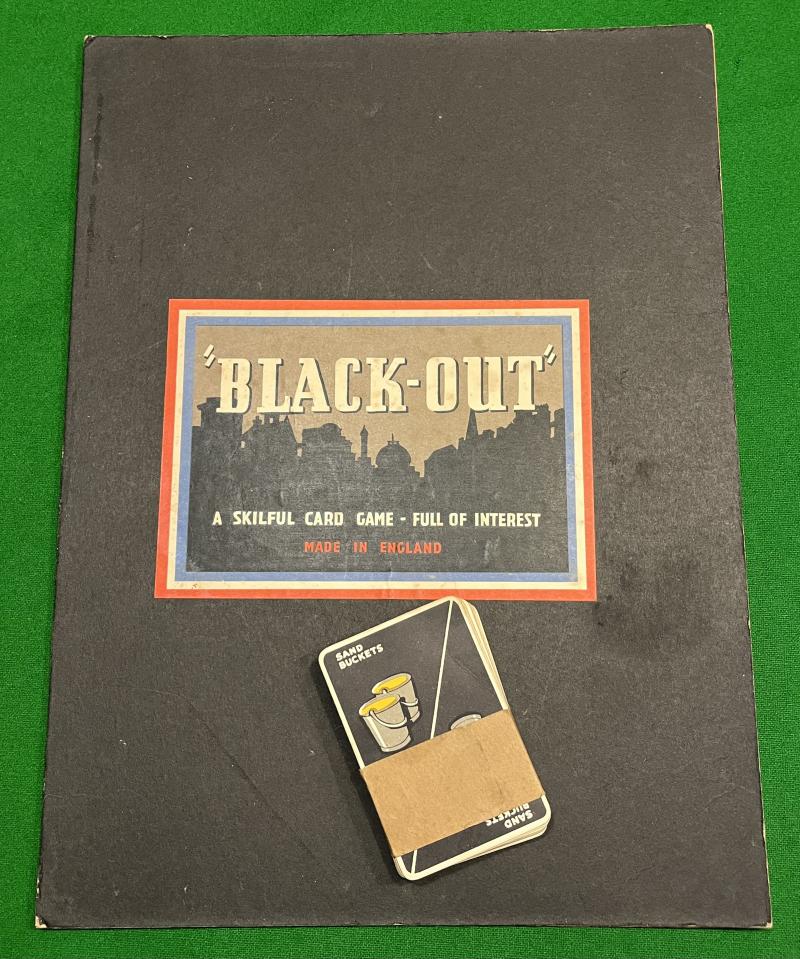 "BLACK-OUT"
A SKILFUL CARD GAME - FULL OF INTEREST
MADE IN ENGLAND
SAND
BUCKETS
SAND
BUCKETS